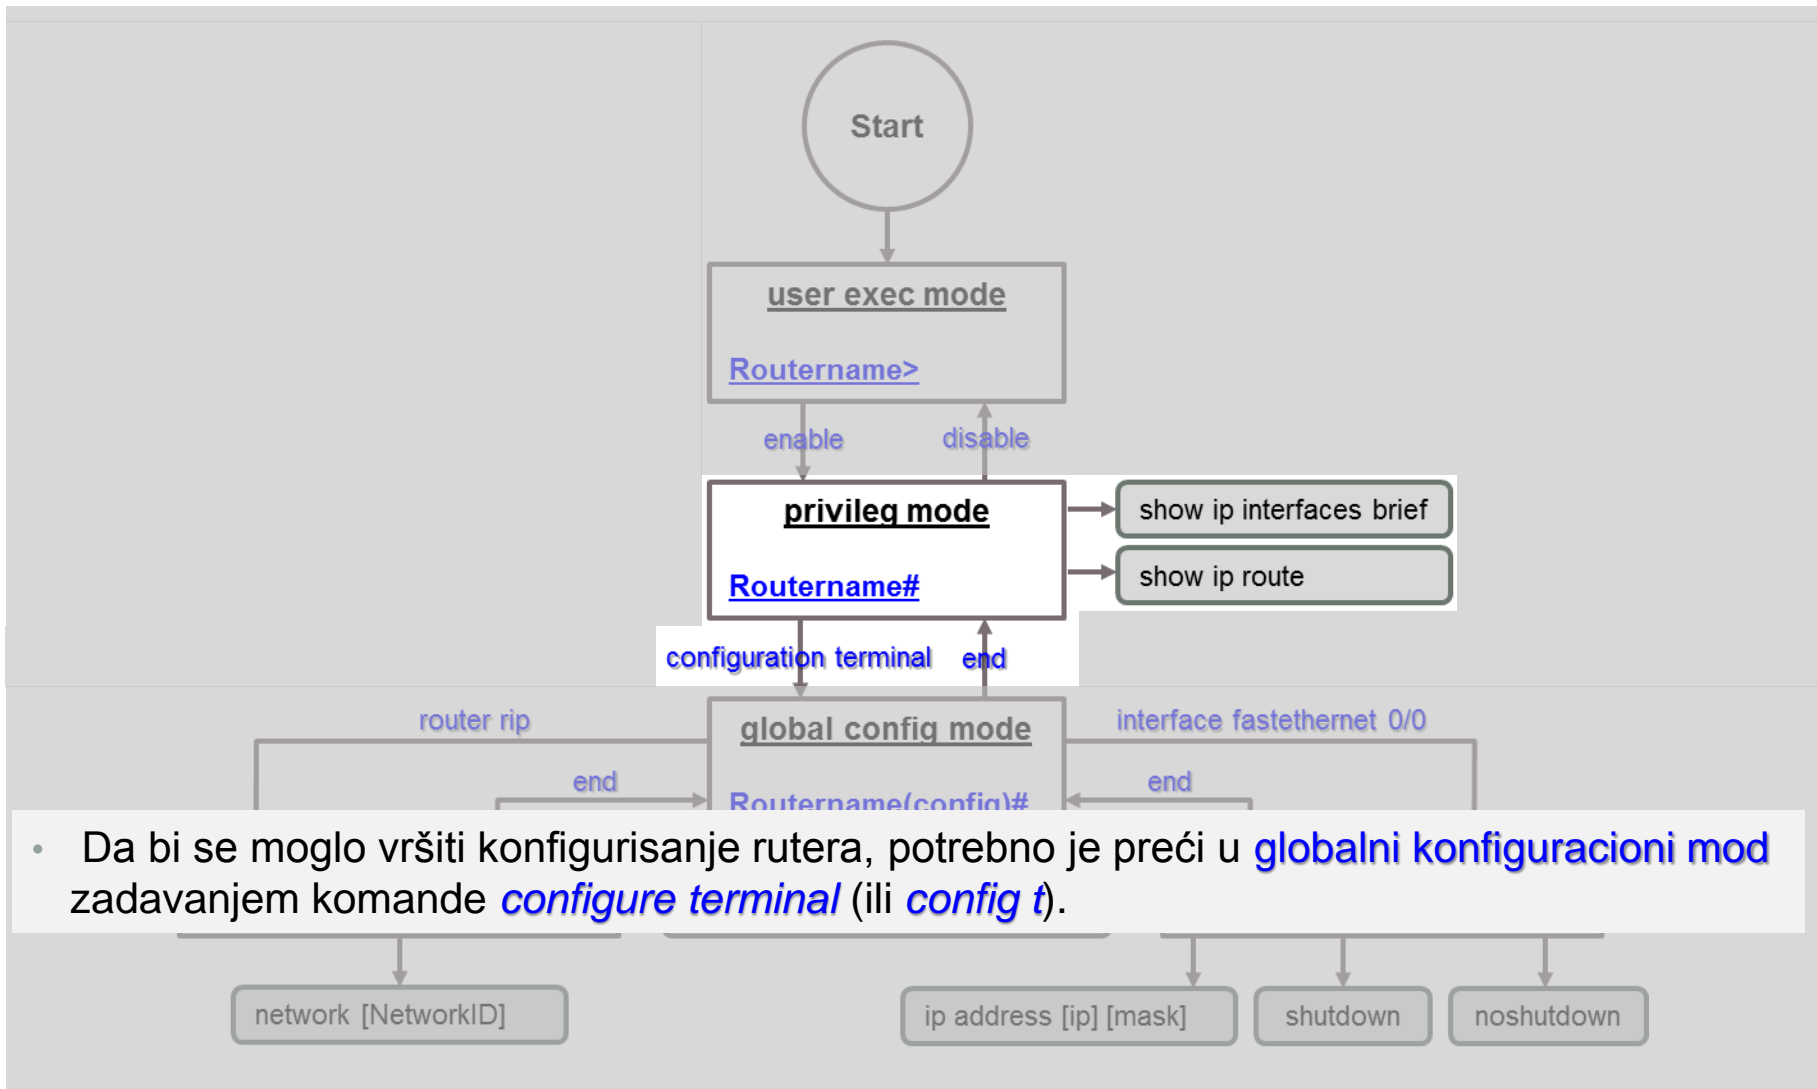 Start
user exec mode
Routername>
enable
disable
privileg mode
Routername#
show ip interfaces brief
show ip route
configuration terminal
end
router rip
global config mode
interface fastethernet 0/0
end
end
Routername(config)#
• Da bi se moglo vršiti konfigurisanje rutera, potrebno je preći u globalni konfiguracioni mod
zadavanjem komande configure terminal (ili config t).
network [NetworkID]
ip address [ip] [mask]
shutdown
noshutdown